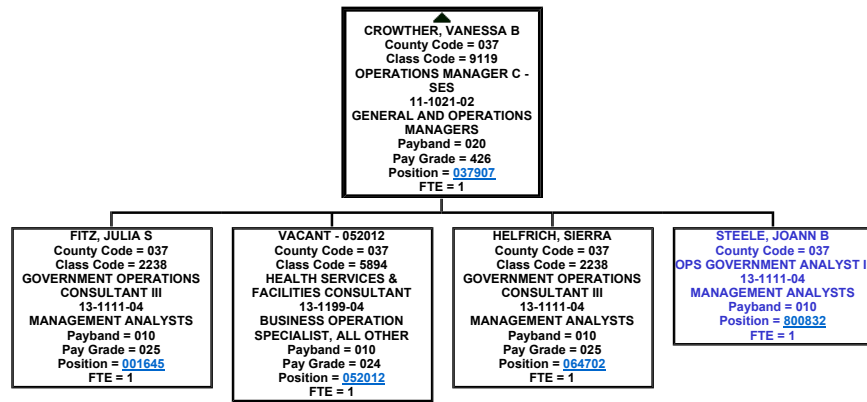 CROWTHER, VANESSA B
County Code = 037
Class Code = 9119
OPERATIONS MANAGER C -
SES
11-1021-02
GENERAL AND OPERATIONS
MANAGERS
Payband = 020
Pay Grade = 426
Position = 037907
FTE = 1
FITZ, JULIA S
County Code = 037
Class Code = 2238
GOVERNMENT OPERATIONS
CONSULTANT III
13-1111-04
MANAGEMENT ANALYSTS
Payband = 010
Pay Grade = 025
Position = 001645
FTE = 1
VACANT - 052012
County Code = 037
Class Code = 5894
HEALTH SERVICES &
FACILITIES CONSULTANT
13-1199-04
BUSINESS OPERATION
SPECIALIST, ALL OTHER
Payband = 010
Pay Grade = 024
Position = 052012
FTE = 1
HELFRICH, SIERRA
County Code = 037
Class Code = 2238
GOVERNMENT OPERATIONS
CONSULTANT III
13-1111-04
MANAGEMENT ANALYSTS
Payband = 010
Pay Grade = 025
Position = 064702
FTE = 1
STEELE, JOANN B
County Code = 037
OPS GOVERNMENT ANALYST
13-1111-04
MANAGEMENT ANALYSTS
Payband = 010
Position = 800832
FTE = 1